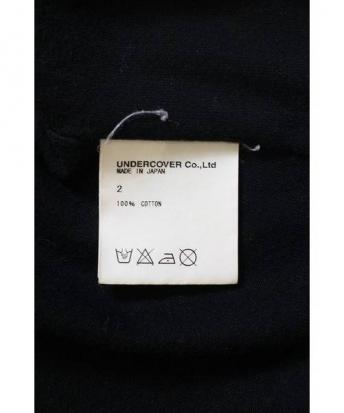 UNDERCOVER Co.,Ltd
MADE IN JAPAN
2
100% COTTON